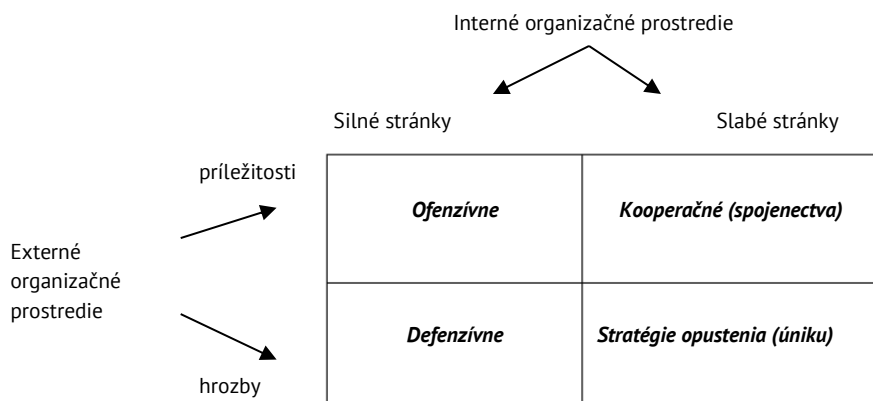 Interné organizačné prostredie
Silné stránky
Slabé stránky
príležitosti
Ofenzívne
Kooperačné (spojenectva)
Externé
organizačné
prostredie
Defenzívne
Stratégie opustenia (úniku)
hrozby